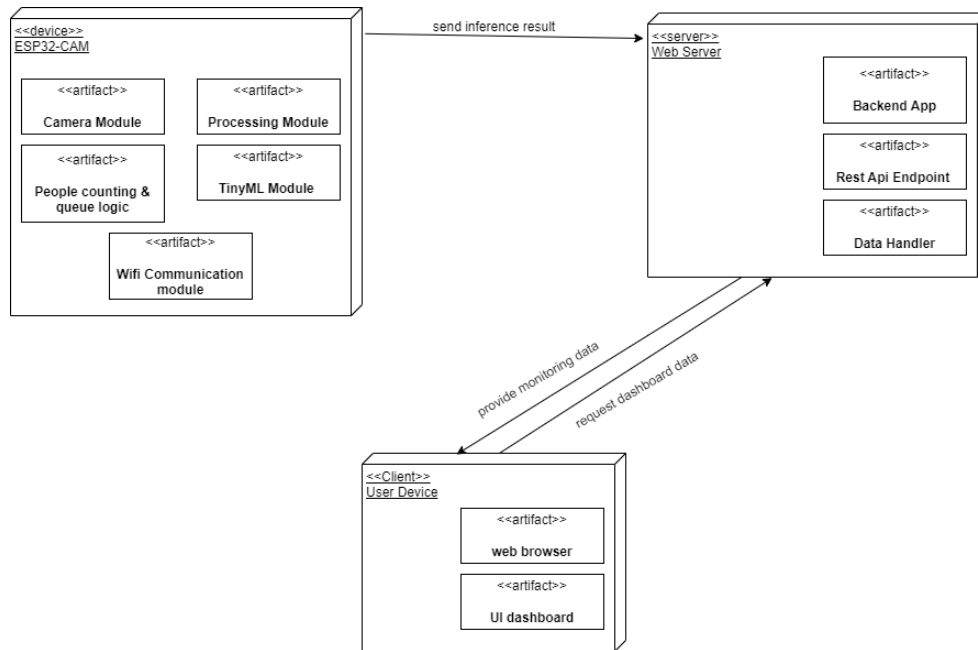 <<device>>
ESP32-CAM
<<artifact>>
Camera Module
<<artifact>>
Processing Module
<<artifact>>
People counting &
queue logic
<<artifact>>
TinyML Module
<<artifact>>
Wifi Communication
module
send inference result
<<server>>
Web Server
<<artifact>>
Backend App
<<artifact>>
Rest Api Endpoint
<<artifact>>
Data Handler
provide monitoring data
request dashboard data
<<Client>>
User Device
<<artifact>>
web browser
<<artifact>>
UI dashboard